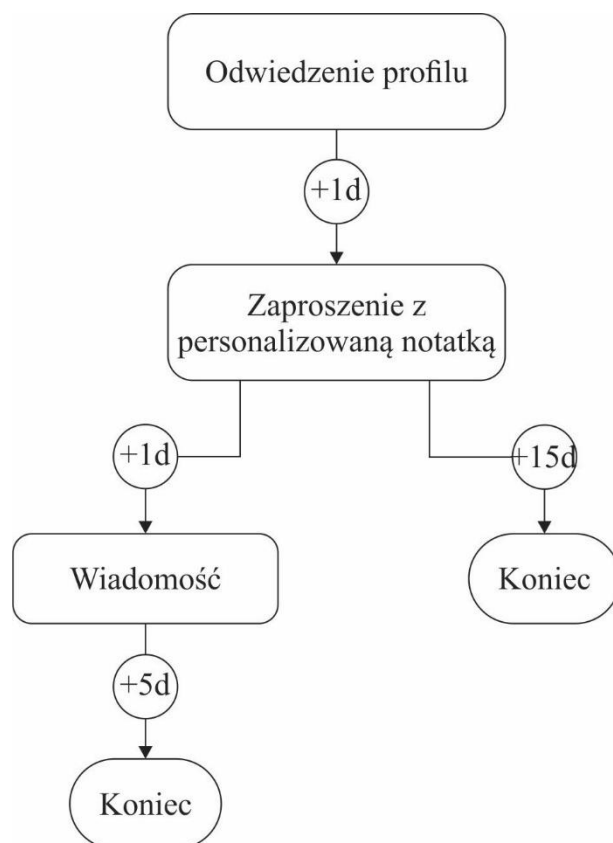 Odwiedzenie profilu
+1d
Zaproszenie z
personalizowaną notatką
+1d
+15d
Wiadomość
Koniec
+5d
Koniec